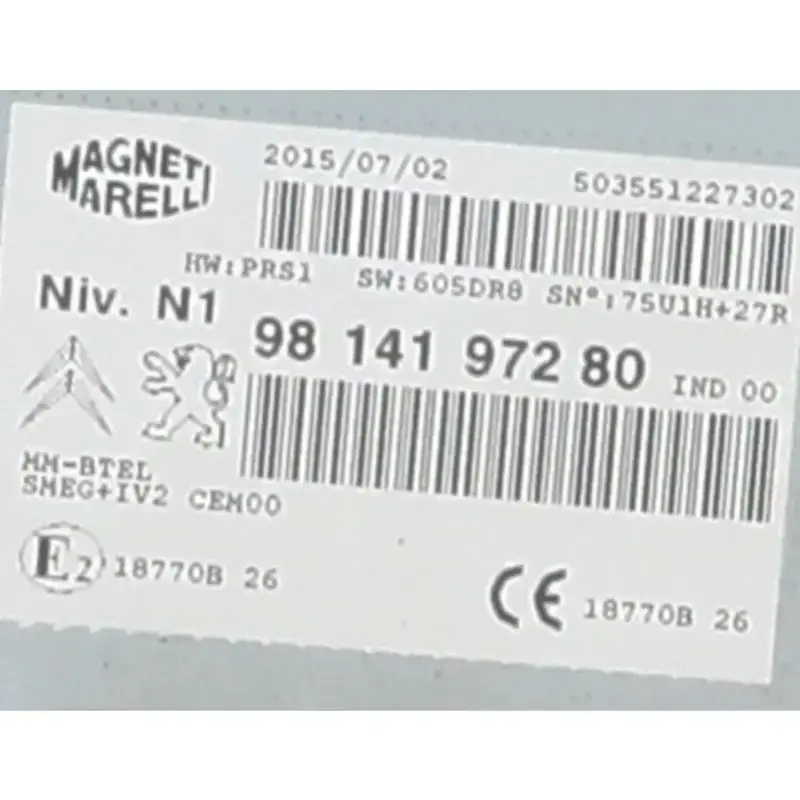 MAGNETI
MARELLI
2015/07/02
503551227302
HW:PRS1 SW:605DR8 SN°:75U1H+27R
Niv. N1
98 141 972 80 IND 00
MM-BTEL
SMEG+IV2 CEM00
E2 18770B 26
CE 18770B 26